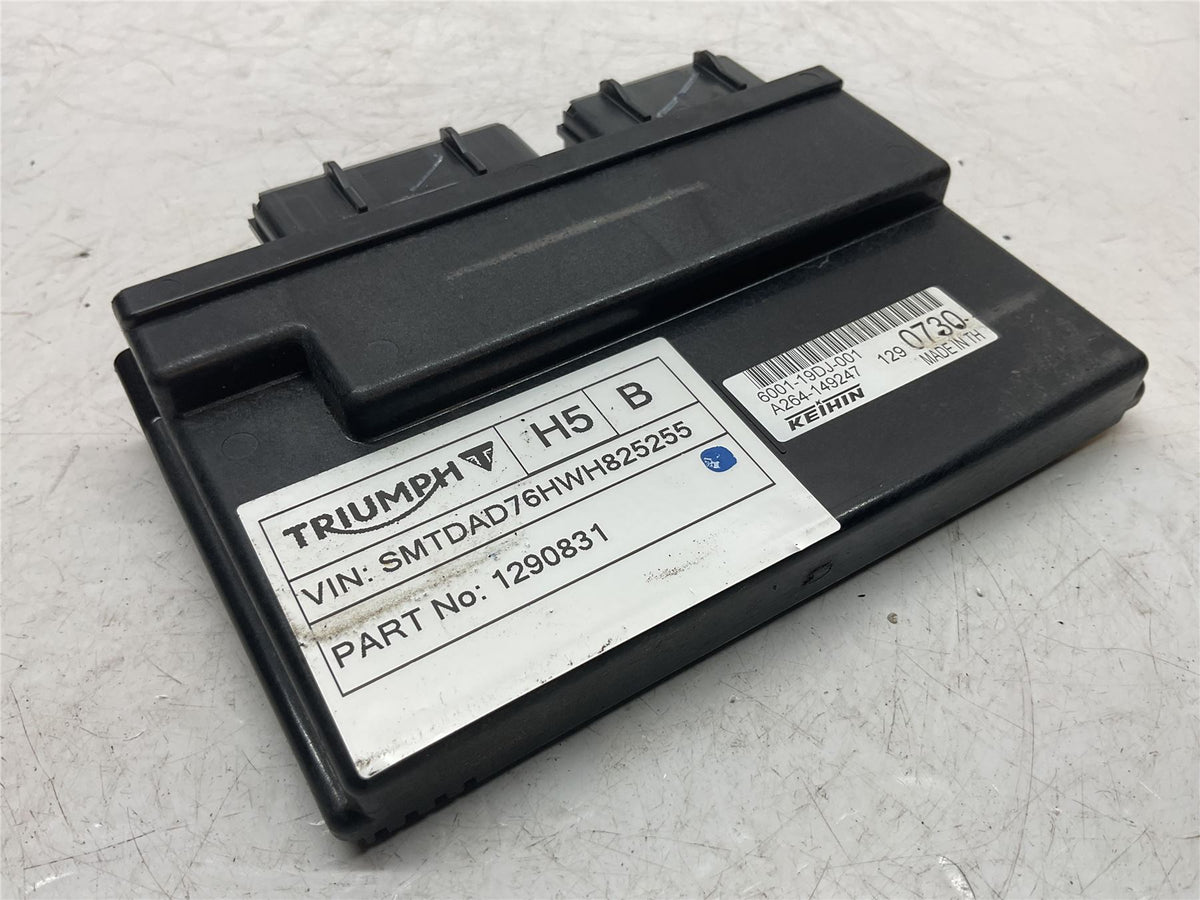 TRIUMPH H5 B
VIN: SMTDAD76HWH825255
PART No: 1290831
6001-19DJ-001
A264-149247
129 0730-
KEIHIN
MADE IN TH